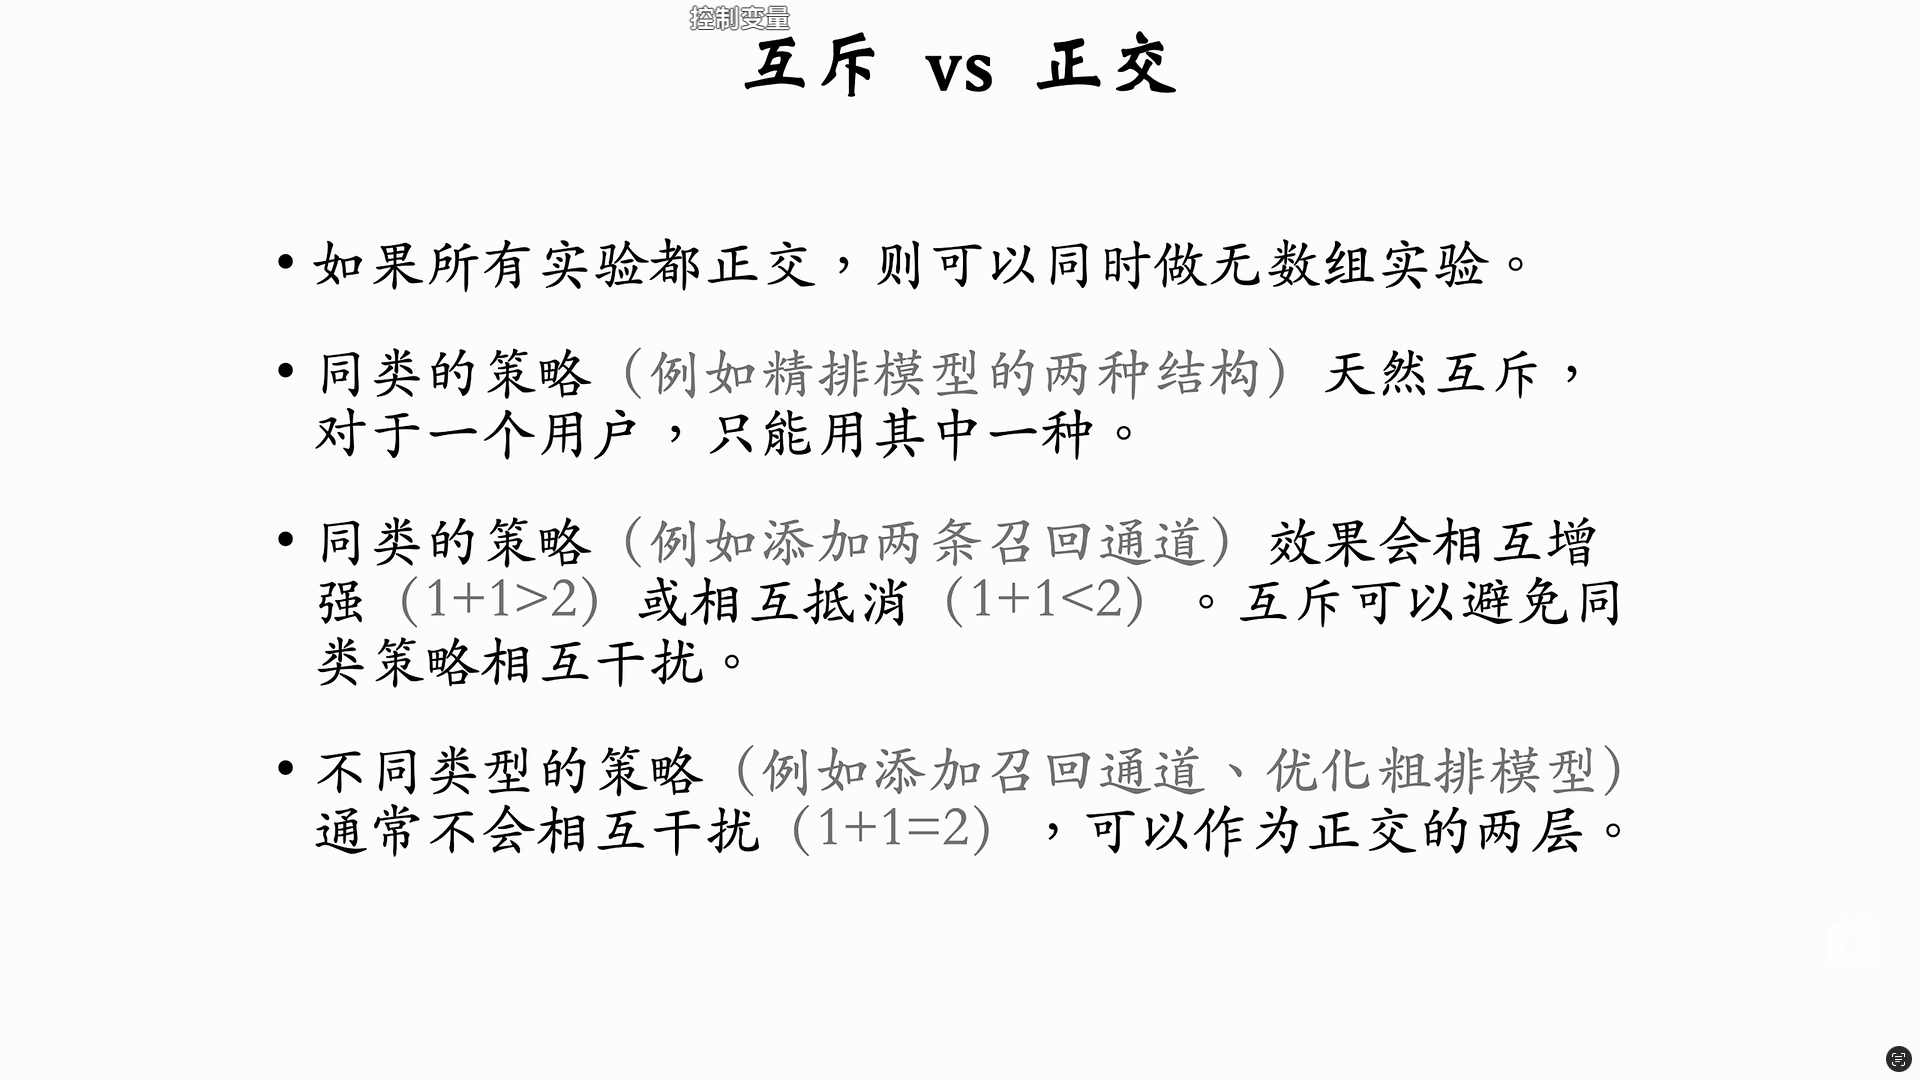 控制变量
互斥 vs 正交
• 如果所有实验都正交，则可以同时做无数组实验。
• 同类的策略（例如精排模型的两种结构）天然互斥，
对于一个用户，只能用其中一种。
• 同类的策略（例如添加两条召回通道）效果会相互增
强（1+1>2）或相互抵消（1+1<2）。互斥可以避免同
类策略相互干扰。
• 不同类型的策略（例如添加召回通道、优化粗排模型）
通常不会相互干扰（1+1=2），可以作为正交的两层。